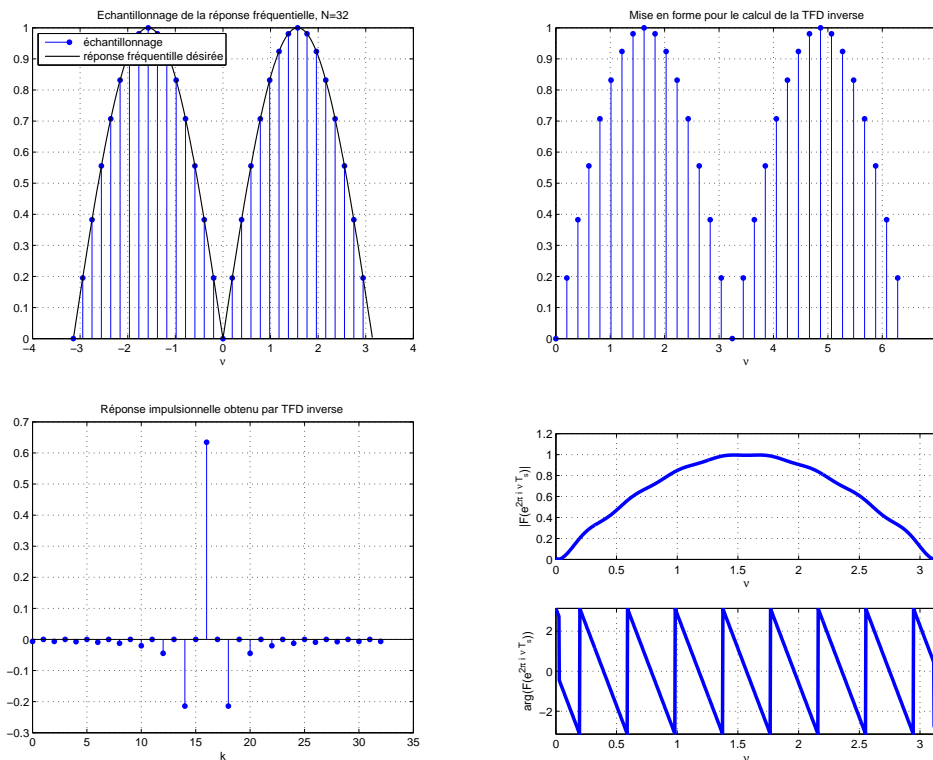 Echantillonnage de la réponse fréquentielle, N=32
échantillonnage
réponse fréquentille désirée
1
0.9
0.8
0.7
0.6
0.5
0.4
0.3
0.2
0.1
0
−4 −3 −2 −1 0 1 2 3 4
ν
Mise en forme pour le calcul de la TFD inverse
1
0.9
0.8
0.7
0.6
0.5
0.4
0.3
0.2
0.1
0
0 1 2 3 4 5 6
ν
Réponse impulsionnelle obtenu par TFD inverse
0.7
0.6
0.5
0.4
0.3
0.2
0.1
0
−0.1
−0.2
−0.3
0 5 10 15 20 25 30 35
k
|F(e^{2π i ν T_s})|
1.2
1
0.8
0.6
0.4
0.2
0
0 0.5 1 1.5 2 2.5 3
ν
arg(F(e^{2π i ν T_s}))
2
0
−2
0 0.5 1 1.5 2 2.5 3
ν